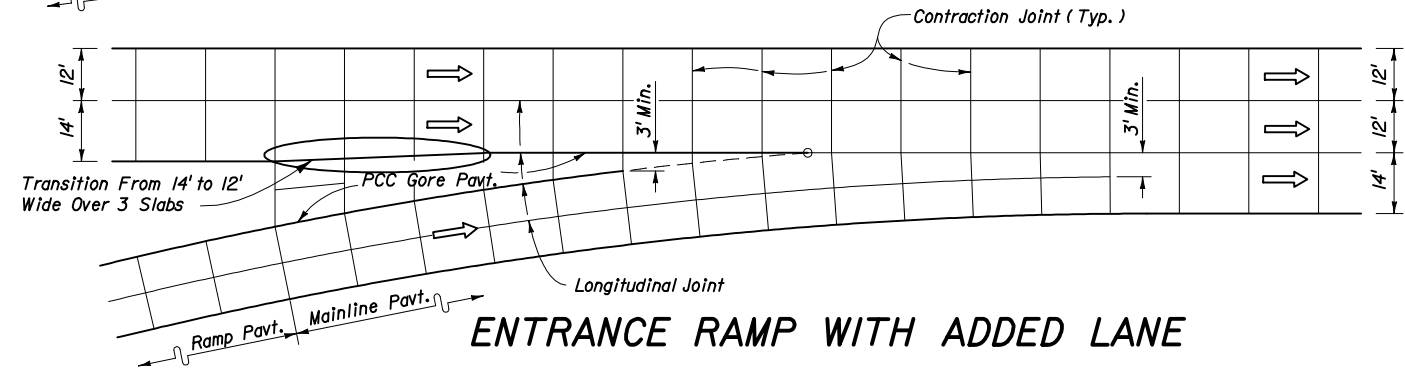 Contraction Joint ( Typ. )
12'
14'
3' Min.
3' Min.
12'
12'
14'
Transition From 14' to 12'
Wide Over 3 Slabs
PCC Gore Pavt.
Longitudinal Joint
Ramp Pavt.
Mainline Pavt.
ENTRANCE RAMP WITH ADDED LANE